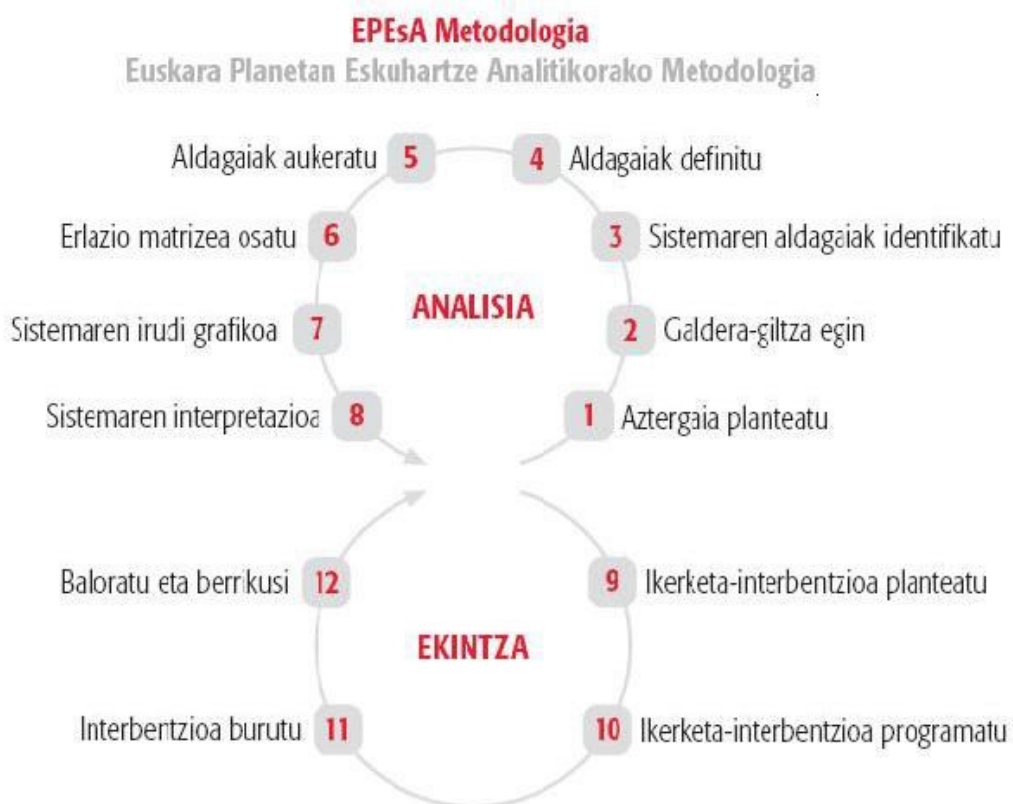 EPEsA Metodologia
Euskara Planetan Eskuhartze Analitikorako Metodologia
Aldagaiak aukeratu 5
4 Aldagaiak definitu
Erlazio matrizea osatu 6
3 Sistemaren aldagaiak identifikatu
ANALISIA
Sistemaren irudi grafikoa 7
2 Galdera-giltza egin
Sistemaren interpretazioa 8
1 Aztergaia planteatu
Baloratu eta berrikusi 12
9 Ikerketa-interbentzioa planteatu
EKINTZA
Interbentzioa burutu 11
10 Ikerketa-interbentzioa programatu